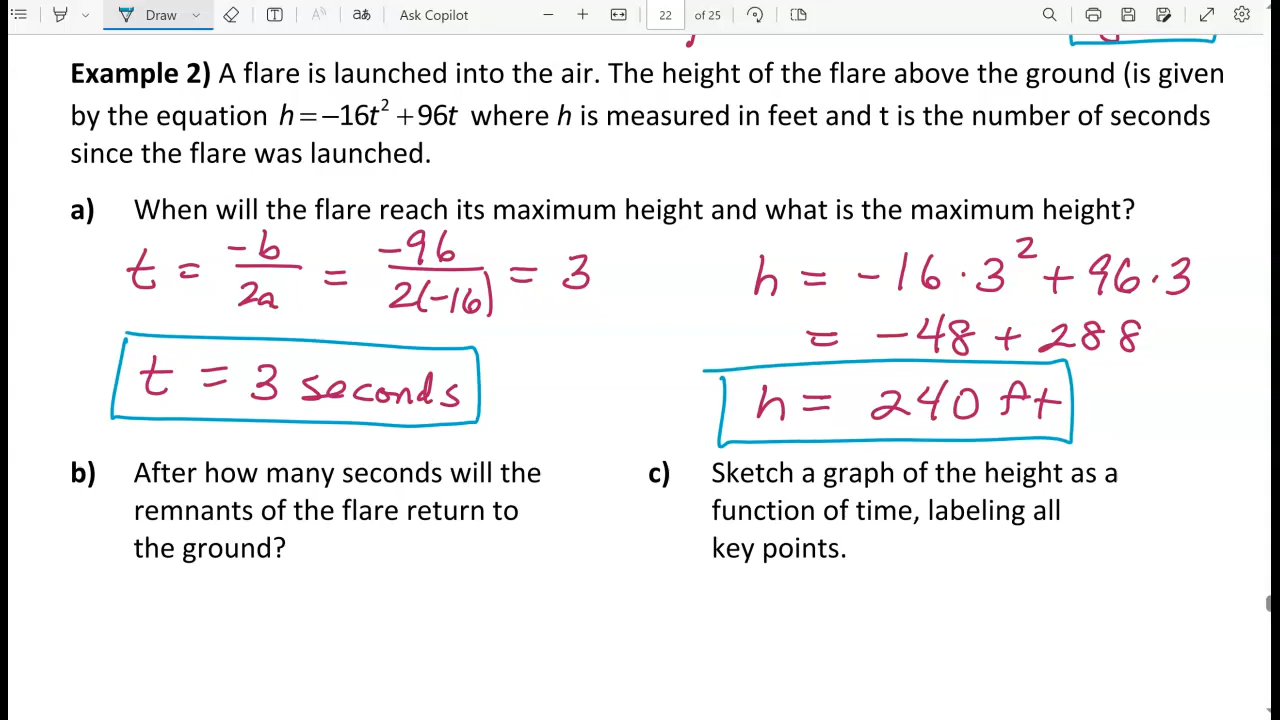 Draw
Ask Copilot
22
of 25
Example 2) A flare is launched into the air. The height of the flare above the ground (is given
by the equation h = −16t² + 96t where h is measured in feet and t is the number of seconds
since the flare was launched.
a) When will the flare reach its maximum height and what is the maximum height?
t = -b/2a = -96/2(-16) = 3
t = 3 seconds
h = -16 · 3² + 96 · 3
= -48 + 288
h = 240 ft
b) After how many seconds will the
remnants of the flare return to
the ground?
c) Sketch a graph of the height as a
function of time, labeling all
key points.